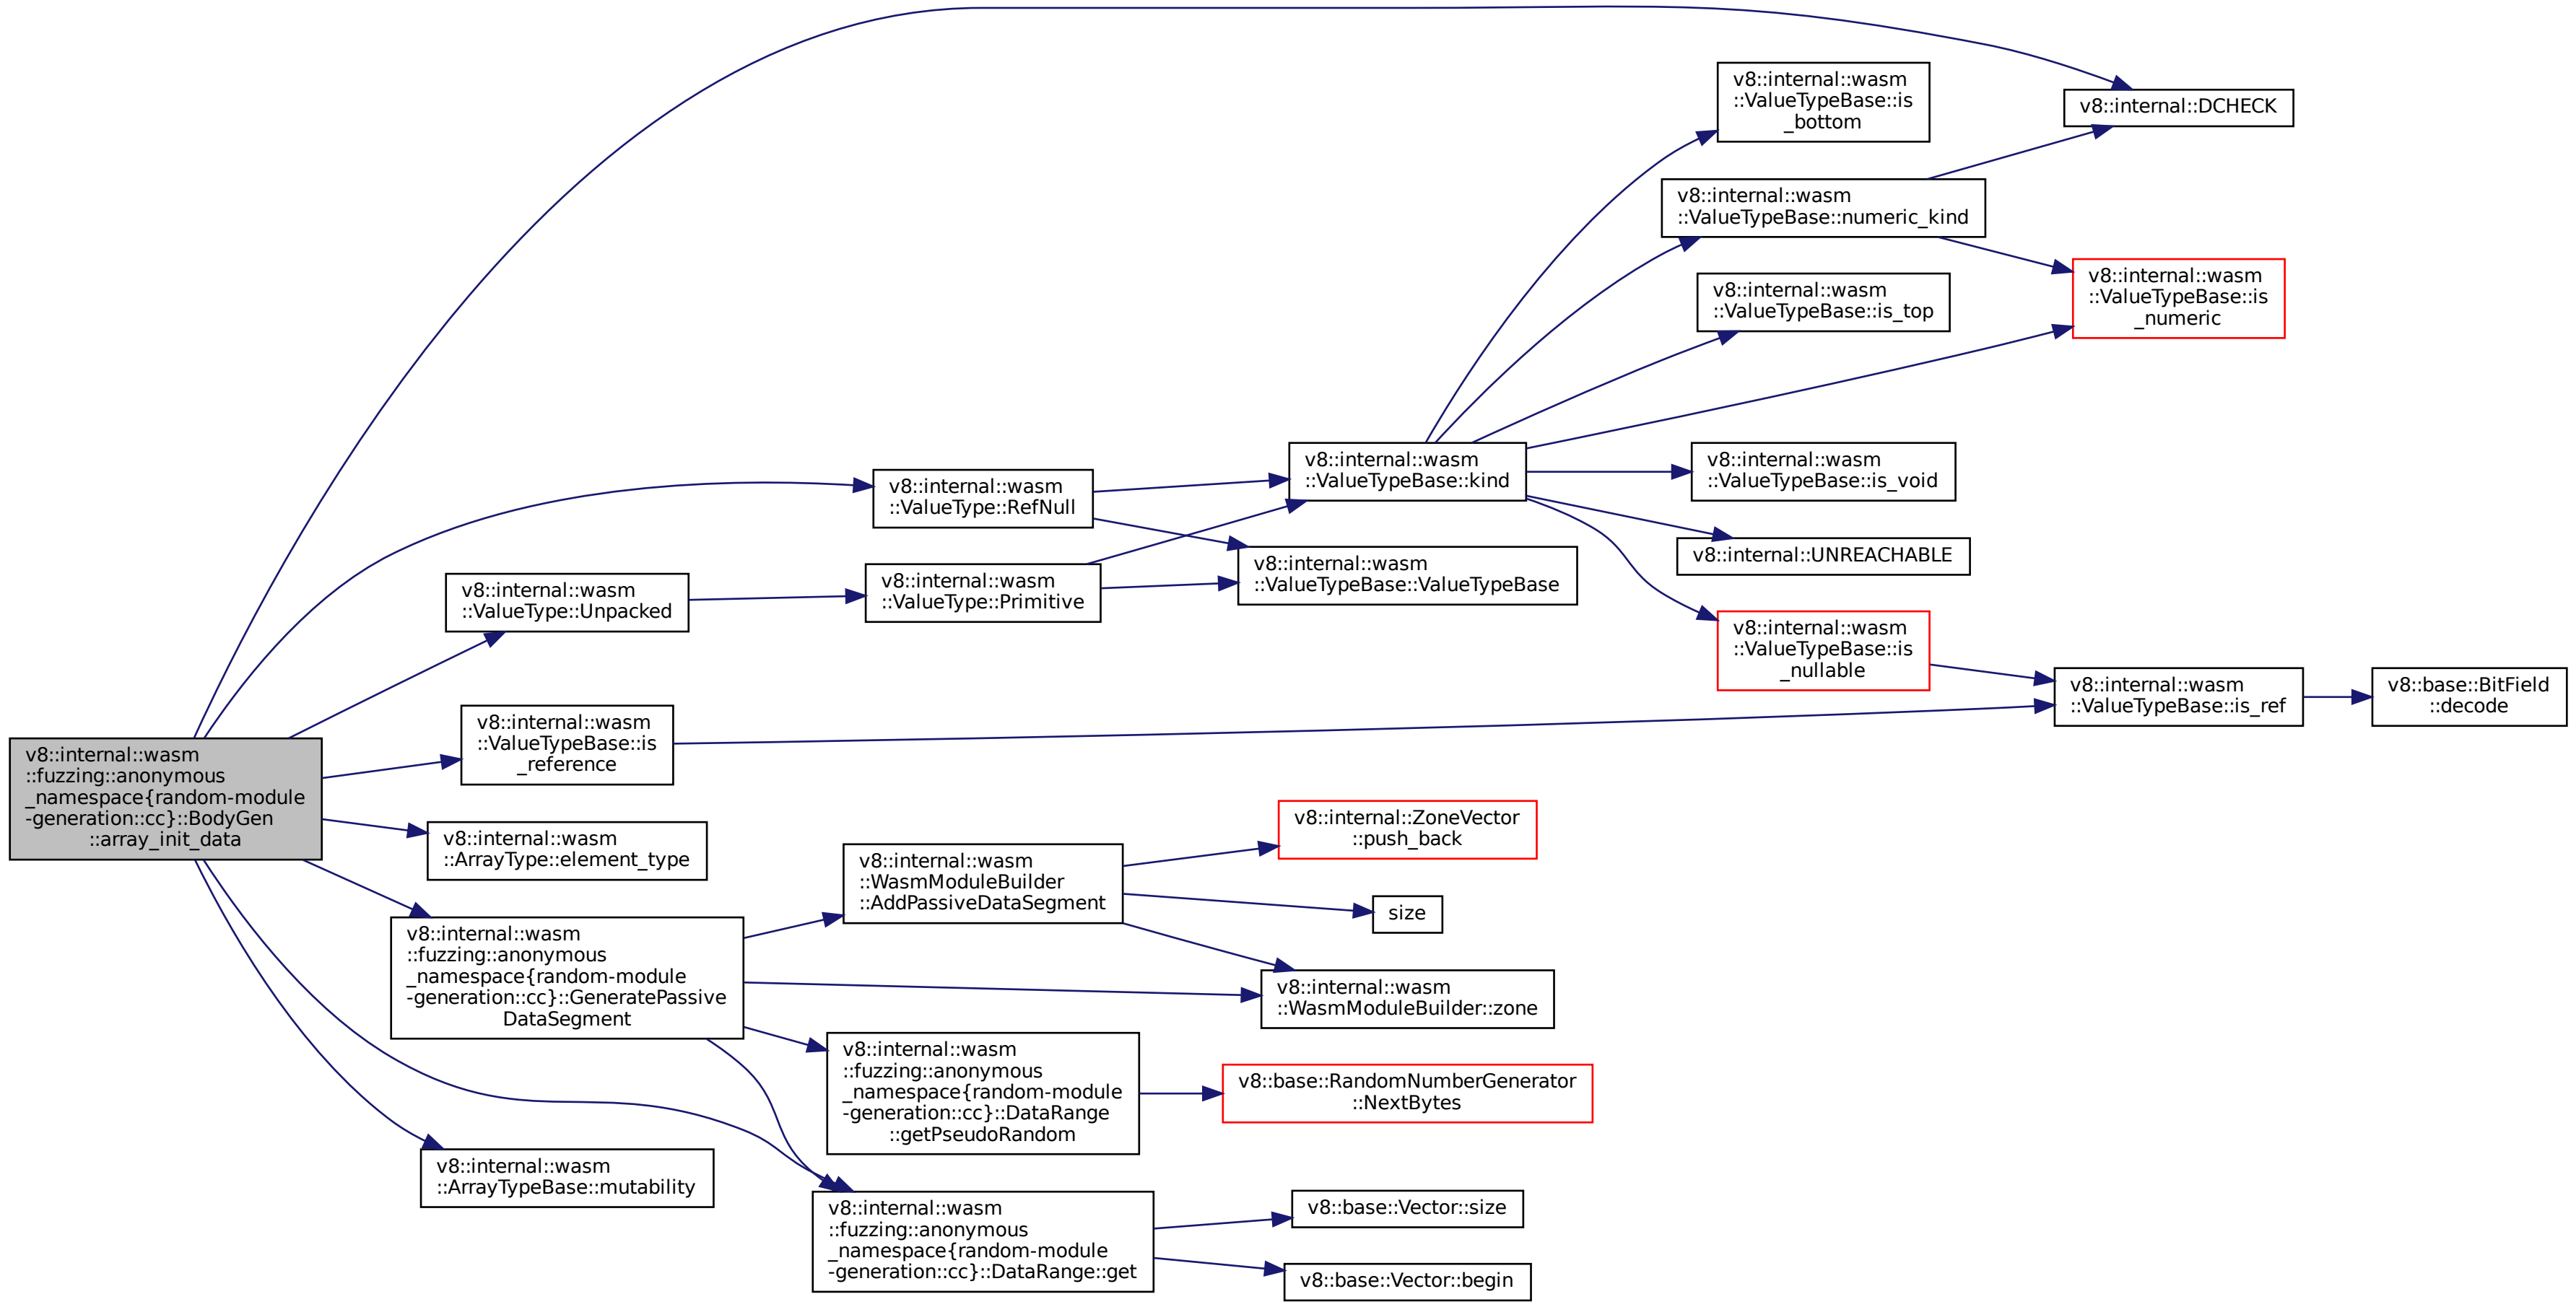 v8::internal::wasm
::fuzzing::anonymous
_namespace{random-module
-generation::cc}::BodyGen
::array_init_data
v8::internal::DCHECK
v8::internal::wasm
::ValueType::RefNull
v8::internal::wasm
::ValueTypeBase::kind
v8::internal::wasm
::ValueTypeBase::is
_bottom
v8::internal::wasm
::ValueTypeBase::numeric_kind
v8::internal::wasm
::ValueTypeBase::is
_numeric
v8::internal::wasm
::ValueTypeBase::is_top
v8::internal::wasm
::ValueTypeBase::is_void
v8::internal::UNREACHABLE
v8::internal::wasm
::ValueTypeBase::is
_nullable
v8::internal::wasm
::ValueTypeBase::is_ref
v8::base::BitField
::decode
v8::internal::wasm
::ValueTypeBase::ValueTypeBase
v8::internal::wasm
::ValueType::Unpacked
v8::internal::wasm
::ValueType::Primitive
v8::internal::wasm
::ValueTypeBase::is
_reference
v8::internal::wasm
::ArrayType::element_type
v8::internal::wasm
::fuzzing::anonymous
_namespace{random-module
-generation::cc}::GeneratePassive
DataSegment
v8::internal::wasm
::WasmModuleBuilder
::AddPassiveDataSegment
v8::internal::ZoneVector
::push_back
size
v8::internal::wasm
::WasmModuleBuilder::zone
v8::internal::wasm
::fuzzing::anonymous
_namespace{random-module
-generation::cc}::DataRange
::getPseudoRandom
v8::base::RandomNumberGenerator
::NextBytes
v8::internal::wasm
::ArrayTypeBase::mutability
v8::internal::wasm
::fuzzing::anonymous
_namespace{random-module
-generation::cc}::DataRange::get
v8::base::Vector::size
v8::base::Vector::begin